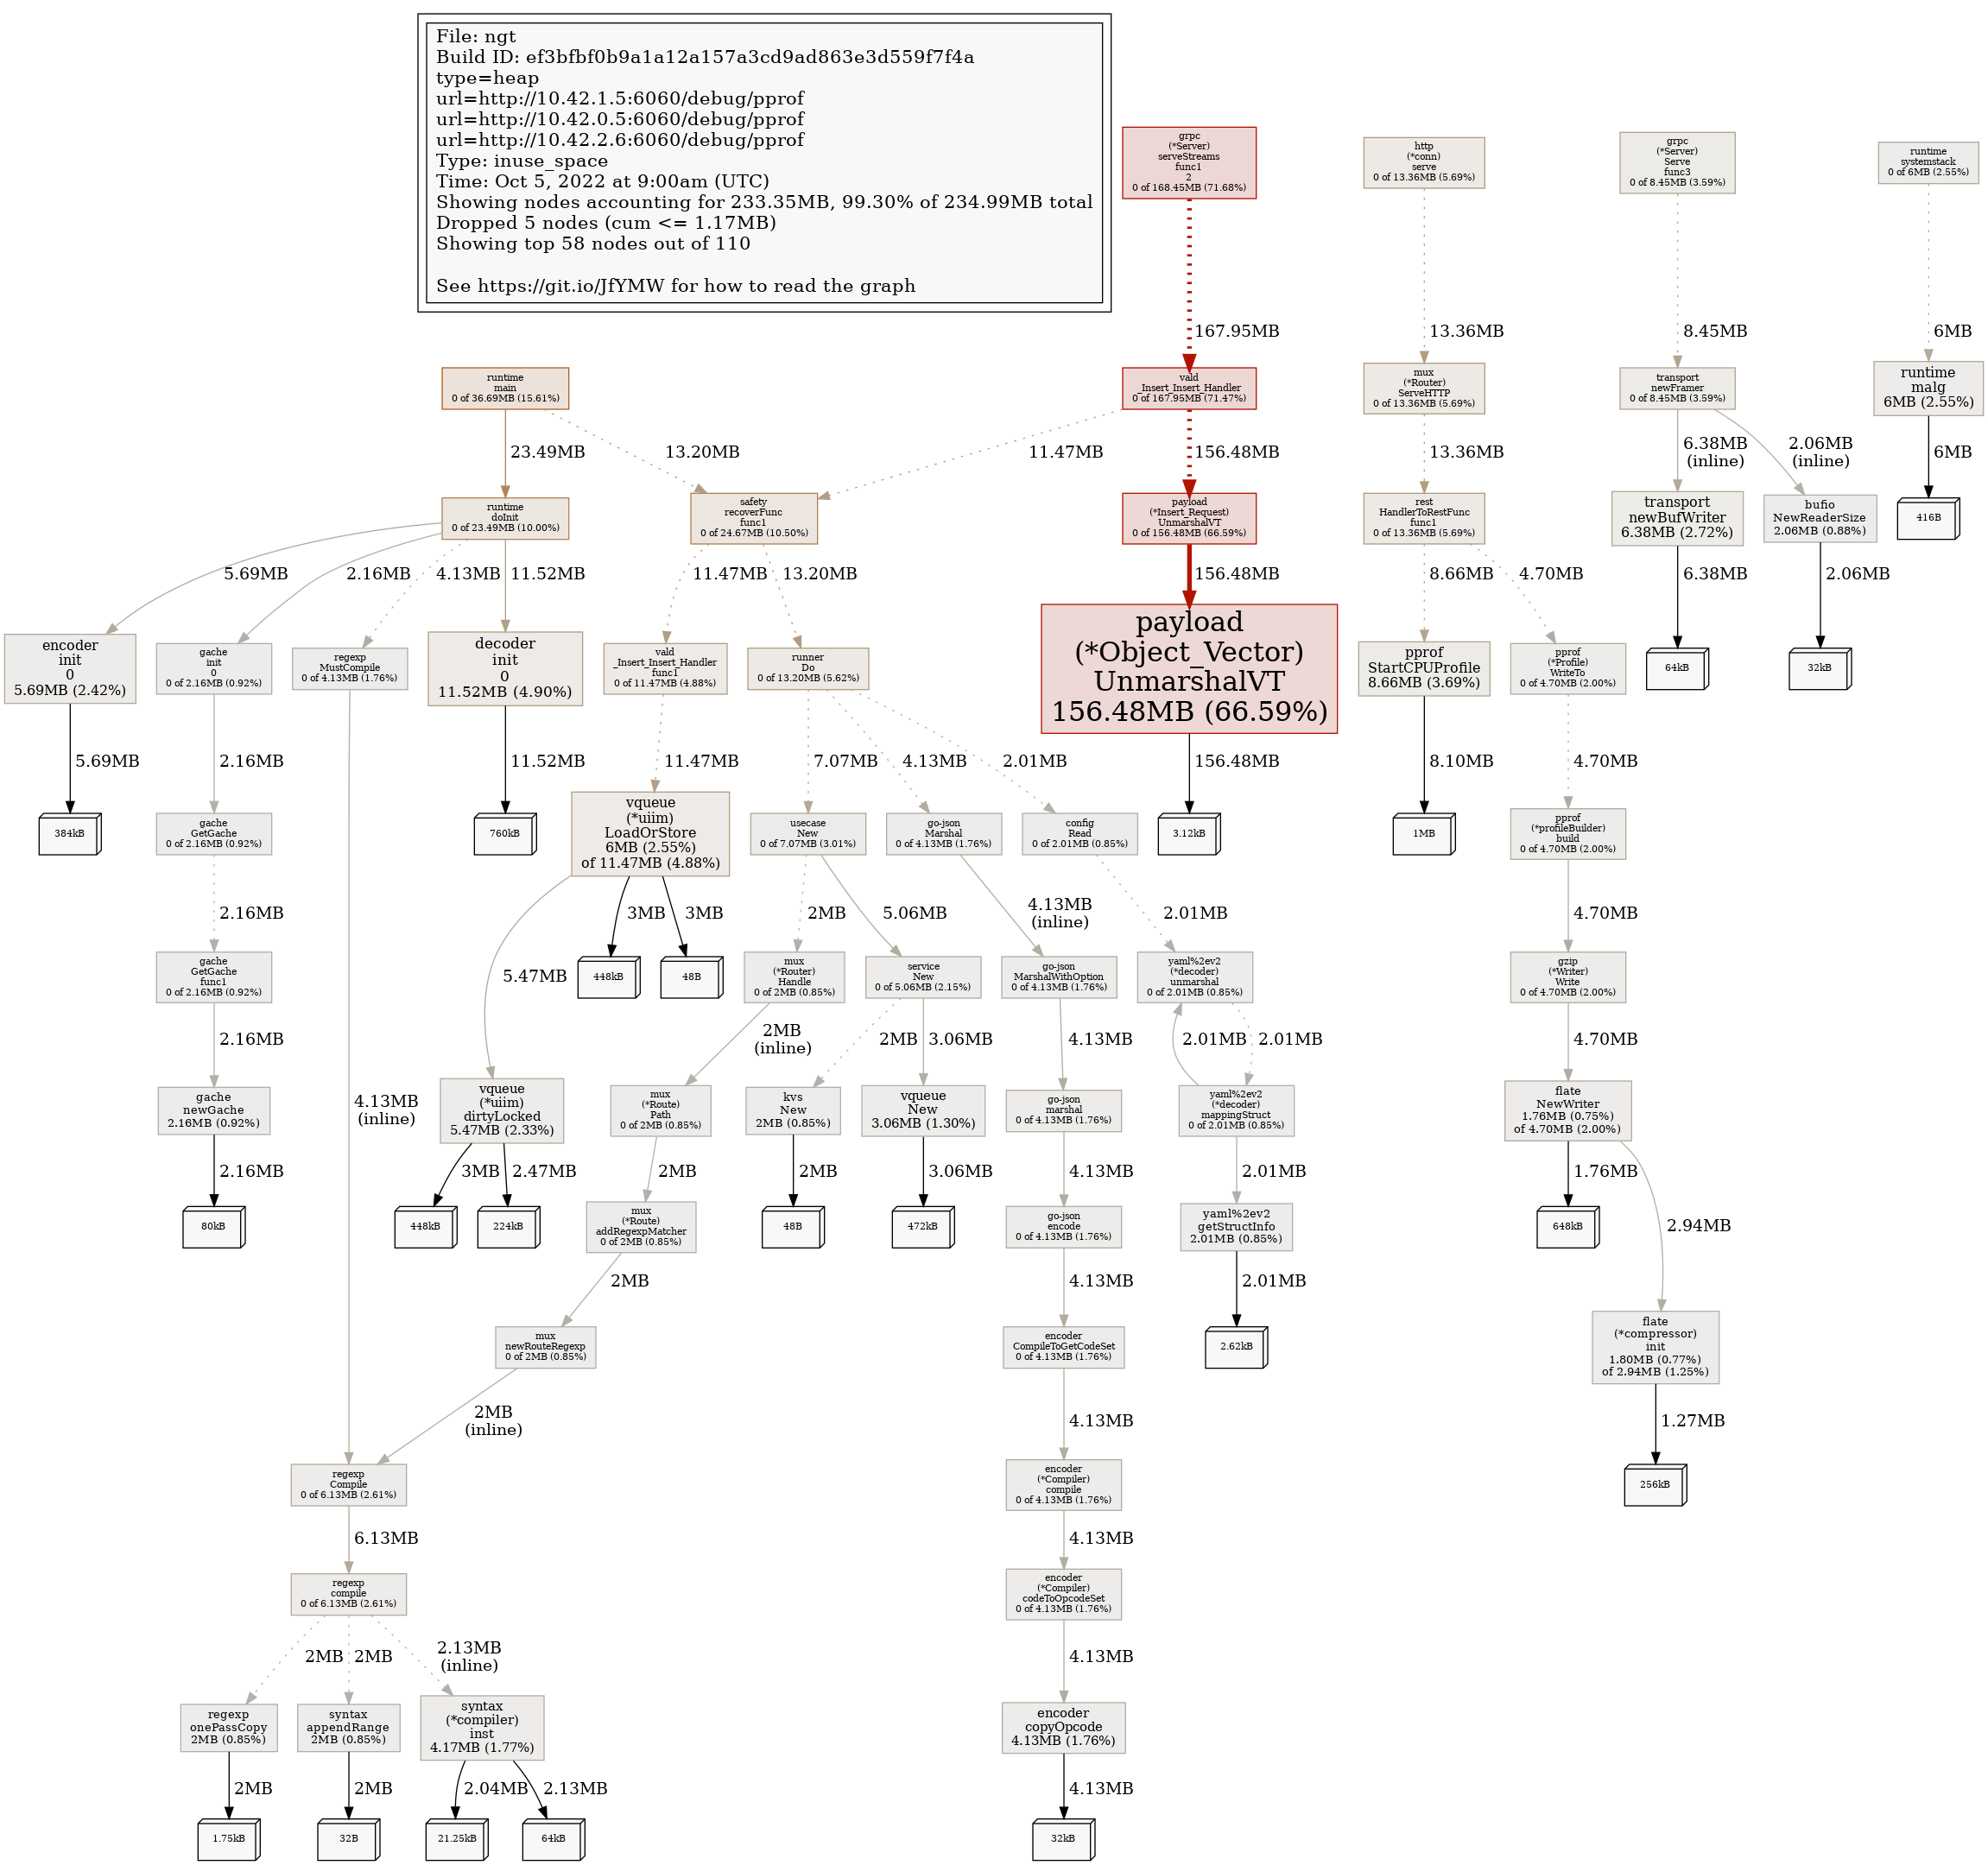 File: ngt
Build ID: ef3bfbf0b9a1a12a157a3cd9ad863e3d559f7f4a
type=heap
url=http://10.42.1.5:6060/debug/pprof
url=http://10.42.0.5:6060/debug/pprof
url=http://10.42.2.6:6060/debug/pprof
Type: inuse_space
Time: Oct 5, 2022 at 9:00am (UTC)
Showing nodes accounting for 233.35MB, 99.30% of 234.99MB total
Dropped 5 nodes (cum <= 1.17MB)
Showing top 58 nodes out of 110
See https://git.io/JfYMW for how to read the graph
grpc
(*Server)
serveStreams
func1
2
0 of 168.45MB (71.68%)
http
(*conn)
serve
0 of 13.36MB (5.69%)
grpc
(*Server)
Serve
func3
0 of 8.45MB (3.59%)
runtime
systemstack
0 of 6MB (2.55%)
167.95MB
13.36MB
8.45MB
6MB
runtime
main
0 of 36.69MB (15.61%)
vald
_Insert_Insert_Handler
0 of 167.95MB (71.47%)
mux
(*Router)
ServeHTTP
0 of 13.36MB (5.69%)
transport
newFramer
0 of 8.45MB (3.59%)
runtime
malg
6MB (2.55%)
23.49MB
13.20MB
11.47MB
156.48MB
13.36MB
6.38MB
(inline)
2.06MB
(inline)
6MB
runtime
doInit
0 of 23.49MB (10.00%)
safety
recoverFunc
func1
0 of 24.67MB (10.50%)
payload
(*Insert_Request)
UnmarshalVT
0 of 156.48MB (66.59%)
rest
HandlerToRestFunc
func1
0 of 13.36MB (5.69%)
transport
newBufWriter
6.38MB (2.72%)
bufio
NewReaderSize
2.06MB (0.88%)
416B
5.69MB
2.16MB
4.13MB
11.52MB
11.47MB
13.20MB
156.48MB
8.66MB
4.70MB
6.38MB
2.06MB
encoder
init
0
5.69MB (2.42%)
gache
init
0
0 of 2.16MB (0.92%)
regexp
MustCompile
0 of 4.13MB (1.76%)
decoder
init
0
11.52MB (4.90%)
vald
_Insert_Insert_Handler
func1
0 of 11.47MB (4.88%)
runner
Do
0 of 13.20MB (5.62%)
payload
(*Object_Vector)
UnmarshalVT
156.48MB (66.59%)
pprof
StartCPUProfile
8.66MB (3.69%)
pprof
(*Profile)
WriteTo
0 of 4.70MB (2.00%)
64kB
32kB
5.69MB
2.16MB
11.52MB
11.47MB
7.07MB
4.13MB
2.01MB
156.48MB
8.10MB
4.70MB
384kB
gache
GetGache
0 of 2.16MB (0.92%)
760kB
vqueue
(*uiim)
LoadOrStore
6MB (2.55%)
of 11.47MB (4.88%)
usecase
New
0 of 7.07MB (3.01%)
go-json
Marshal
0 of 4.13MB (1.76%)
config
Read
0 of 2.01MB (0.85%)
3.12kB
1MB
pprof
(*profileBuilder)
build
0 of 4.70MB (2.00%)
2.16MB
5.47MB
3MB
3MB
2MB
5.06MB
4.13MB
(inline)
2.01MB
4.70MB
gache
GetGache
func1
0 of 2.16MB (0.92%)
448kB
48B
mux
(*Router)
Handle
0 of 2MB (0.85%)
service
New
0 of 5.06MB (2.15%)
go-json
MarshalWithOption
0 of 4.13MB (1.76%)
yaml%2ev2
(*decoder)
unmarshal
0 of 2.01MB (0.85%)
gzip
(*Writer)
Write
0 of 4.70MB (2.00%)
2.16MB
2MB
(inline)
2MB
3.06MB
4.13MB
2.01MB
2.01MB
4.70MB
gache
newGache
2.16MB (0.92%)
4.13MB
(inline)
vqueue
(*uiim)
dirtyLocked
5.47MB (2.33%)
mux
(*Route)
Path
0 of 2MB (0.85%)
kvs
New
2MB (0.85%)
vqueue
New
3.06MB (1.30%)
go-json
marshal
0 of 4.13MB (1.76%)
yaml%2ev2
(*decoder)
mappingStruct
0 of 2.01MB (0.85%)
flate
NewWriter
1.76MB (0.75%)
of 4.70MB (2.00%)
2.16MB
3MB
2.47MB
2MB
2MB
3.06MB
4.13MB
2.01MB
1.76MB
2.94MB
80kB
448kB
224kB
mux
(*Route)
addRegexpMatcher
0 of 2MB (0.85%)
48B
472kB
go-json
encode
0 of 4.13MB (1.76%)
yaml%2ev2
getStructInfo
2.01MB (0.85%)
648kB
2MB
4.13MB
2.01MB
mux
newRouteRegexp
0 of 2MB (0.85%)
encoder
CompileToGetCodeSet
0 of 4.13MB (1.76%)
2.62kB
flate
(*compressor)
init
1.80MB (0.77%)
of 2.94MB (1.25%)
2MB
(inline)
4.13MB
1.27MB
regexp
Compile
0 of 6.13MB (2.61%)
encoder
(*Compiler)
compile
0 of 4.13MB (1.76%)
256kB
6.13MB
4.13MB
regexp
compile
0 of 6.13MB (2.61%)
encoder
(*Compiler)
codeToOpcodeSet
0 of 4.13MB (1.76%)
2MB
2MB
2.13MB
(inline)
4.13MB
regexp
onePassCopy
2MB (0.85%)
syntax
appendRange
2MB (0.85%)
syntax
(*compiler)
inst
4.17MB (1.77%)
encoder
copyOpcode
4.13MB (1.76%)
2MB
2MB
2.04MB
2.13MB
4.13MB
1.75kB
32B
21.25kB
64kB
32kB